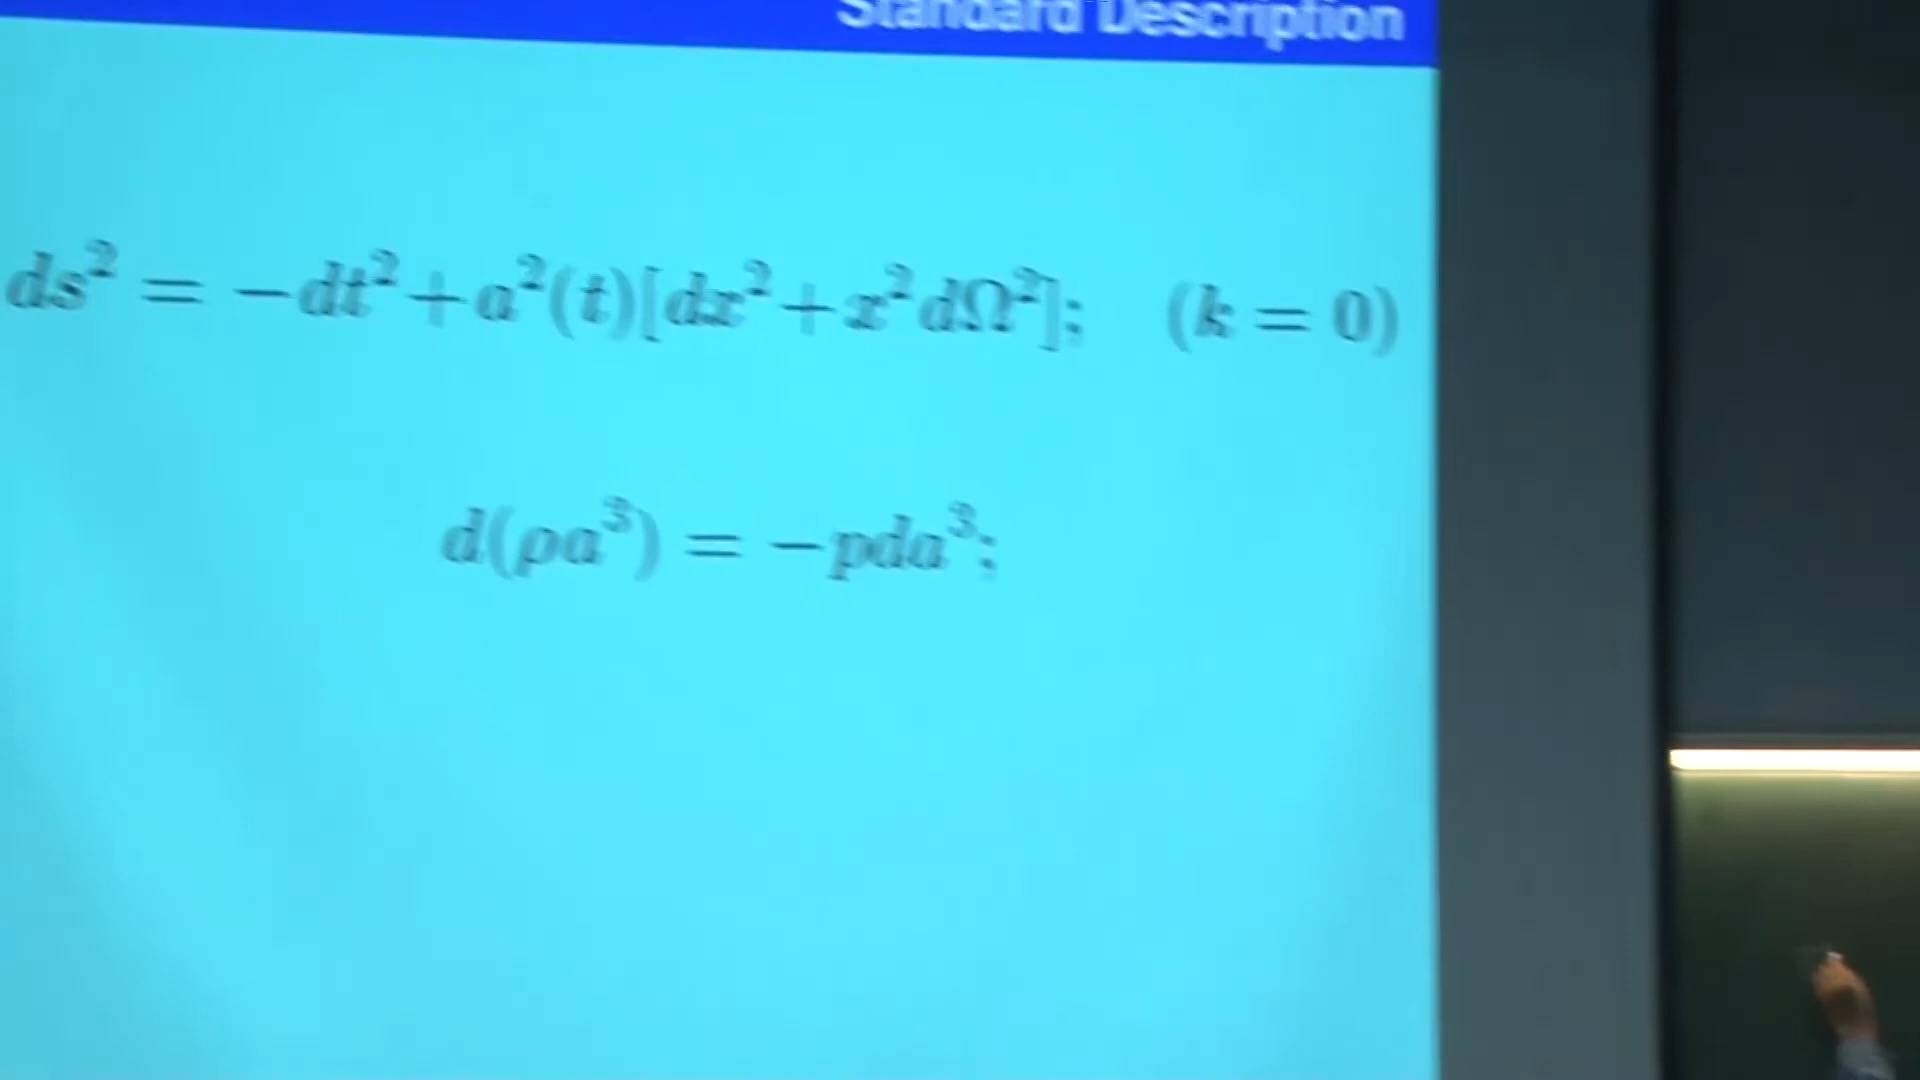 Standard Description
ds² = −dt² + a²(t)[dx² + x²dΩ²]; (k = 0)
d(ρa³) = −pda³;